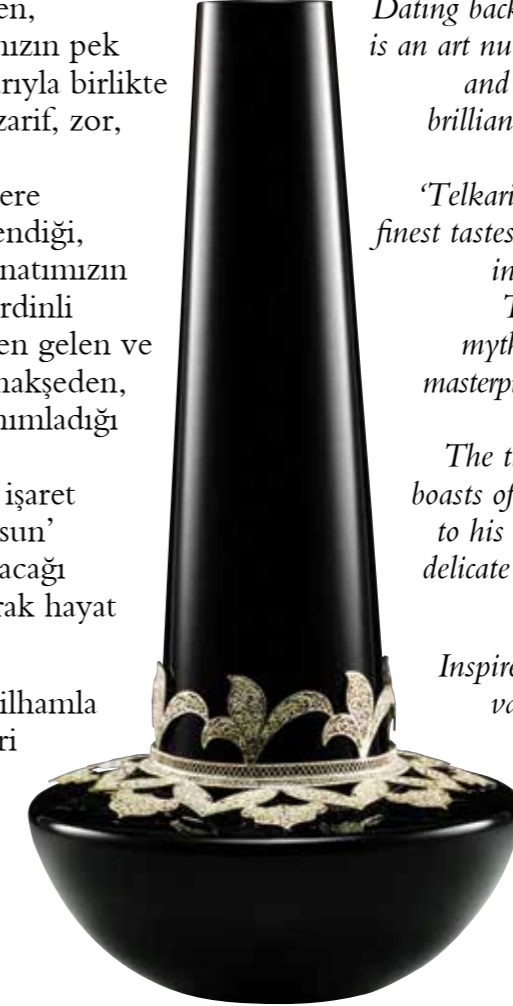 en,
mızın pek
arıyla birlikte
zarif, zor,
ere
endiği,
natımızın
rdinli
en gelen ve
nakşeden,
nımladığı
işaret
sun’
acağı
rak hayat
ilhamla
ri
Dating back
is an art nu
and
brillian
‘Telkari
finest tastes
in
T
myth
masterpi
The t
boasts of
to his
delicate
Inspire
va